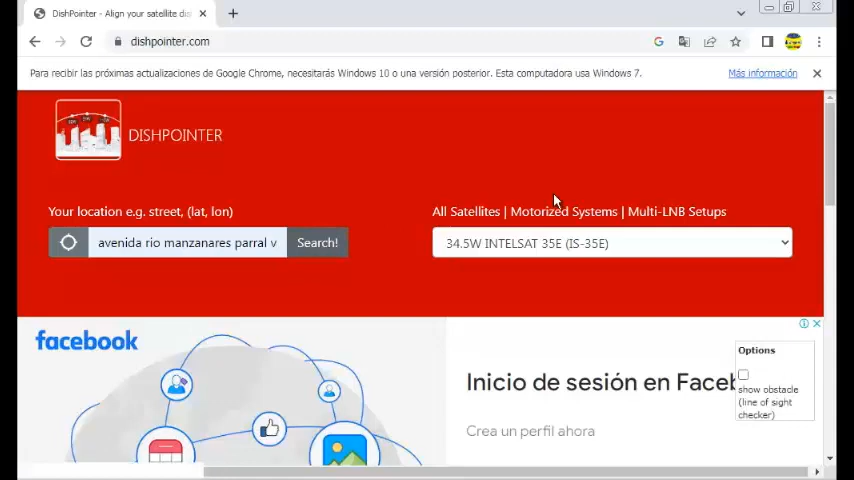 DishPointer - Align your satellite dis
dishpointer.com
Para recibir las próximas actualizaciones de Google Chrome, necesitarás Windows 10 o una versión posterior. Esta computadora usa Windows 7.
Más información
DISHPOINTER
Your location e.g. street, (lat, lon)
All Satellites | Motorized Systems | Multi-LNB Setups
avenida rio manzanares parral v
Search!
34.5W INTELSAT 35E (IS-35E)
facebook
Inicio de sesión en Faceb
Crea un perfil ahora
Options
show obstacle
(line of sight
checker)